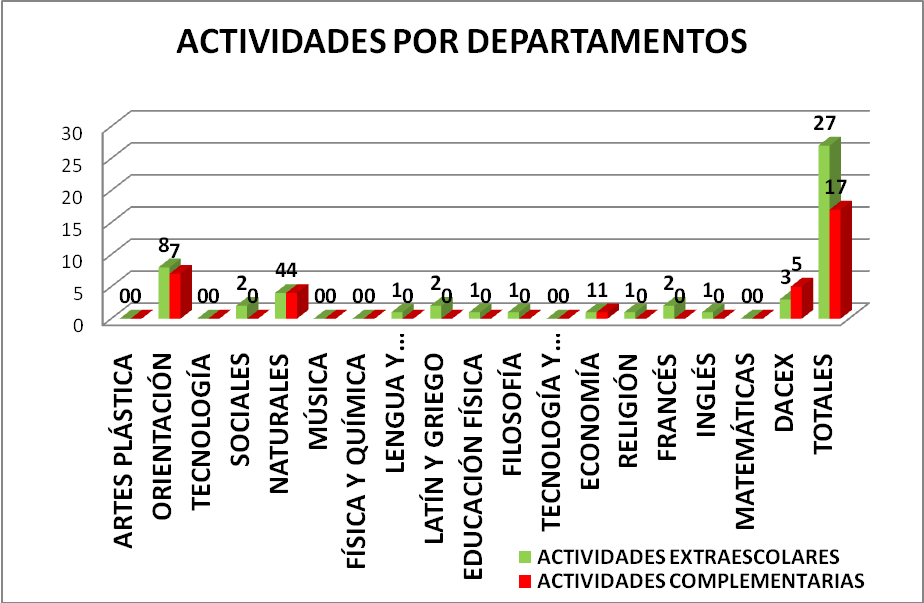 ACTIVIDADES POR DEPARTAMENTOS
30
25
20
15
10
5
0
0 0
8 7
0 0
2 0
4 4
0 0
0 0
1 0
2 0
1 0
1 0
0 0
1 1
1 0
2 0
1 0
0 0
3 5
27 17
ARTES PLÁSTICA
ORIENTACIÓN
TECNOLOGÍA
SOCIALES
NATURALES
MÚSICA
FÍSICA Y QUÍMICA
LENGUA Y…
LATÍN Y GRIEGO
EDUCACIÓN FÍSICA
FILOSOFÍA
TECNOLOGÍA Y…
ECONOMÍA
RELIGIÓN
FRANCÉS
INGLÉS
MATEMÁTICAS
DACEX
TOTALES
ACTIVIDADES EXTRAESCOLARES
ACTIVIDADES COMPLEMENTARIAS